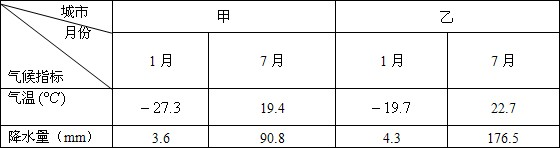 城市
月份
气候指标
甲 乙
1月 7月 1月 7月
气温(℃) －27.3 19.4 －19.7 22.7
降水量（mm） 3.6 90.8 4.3 176.5